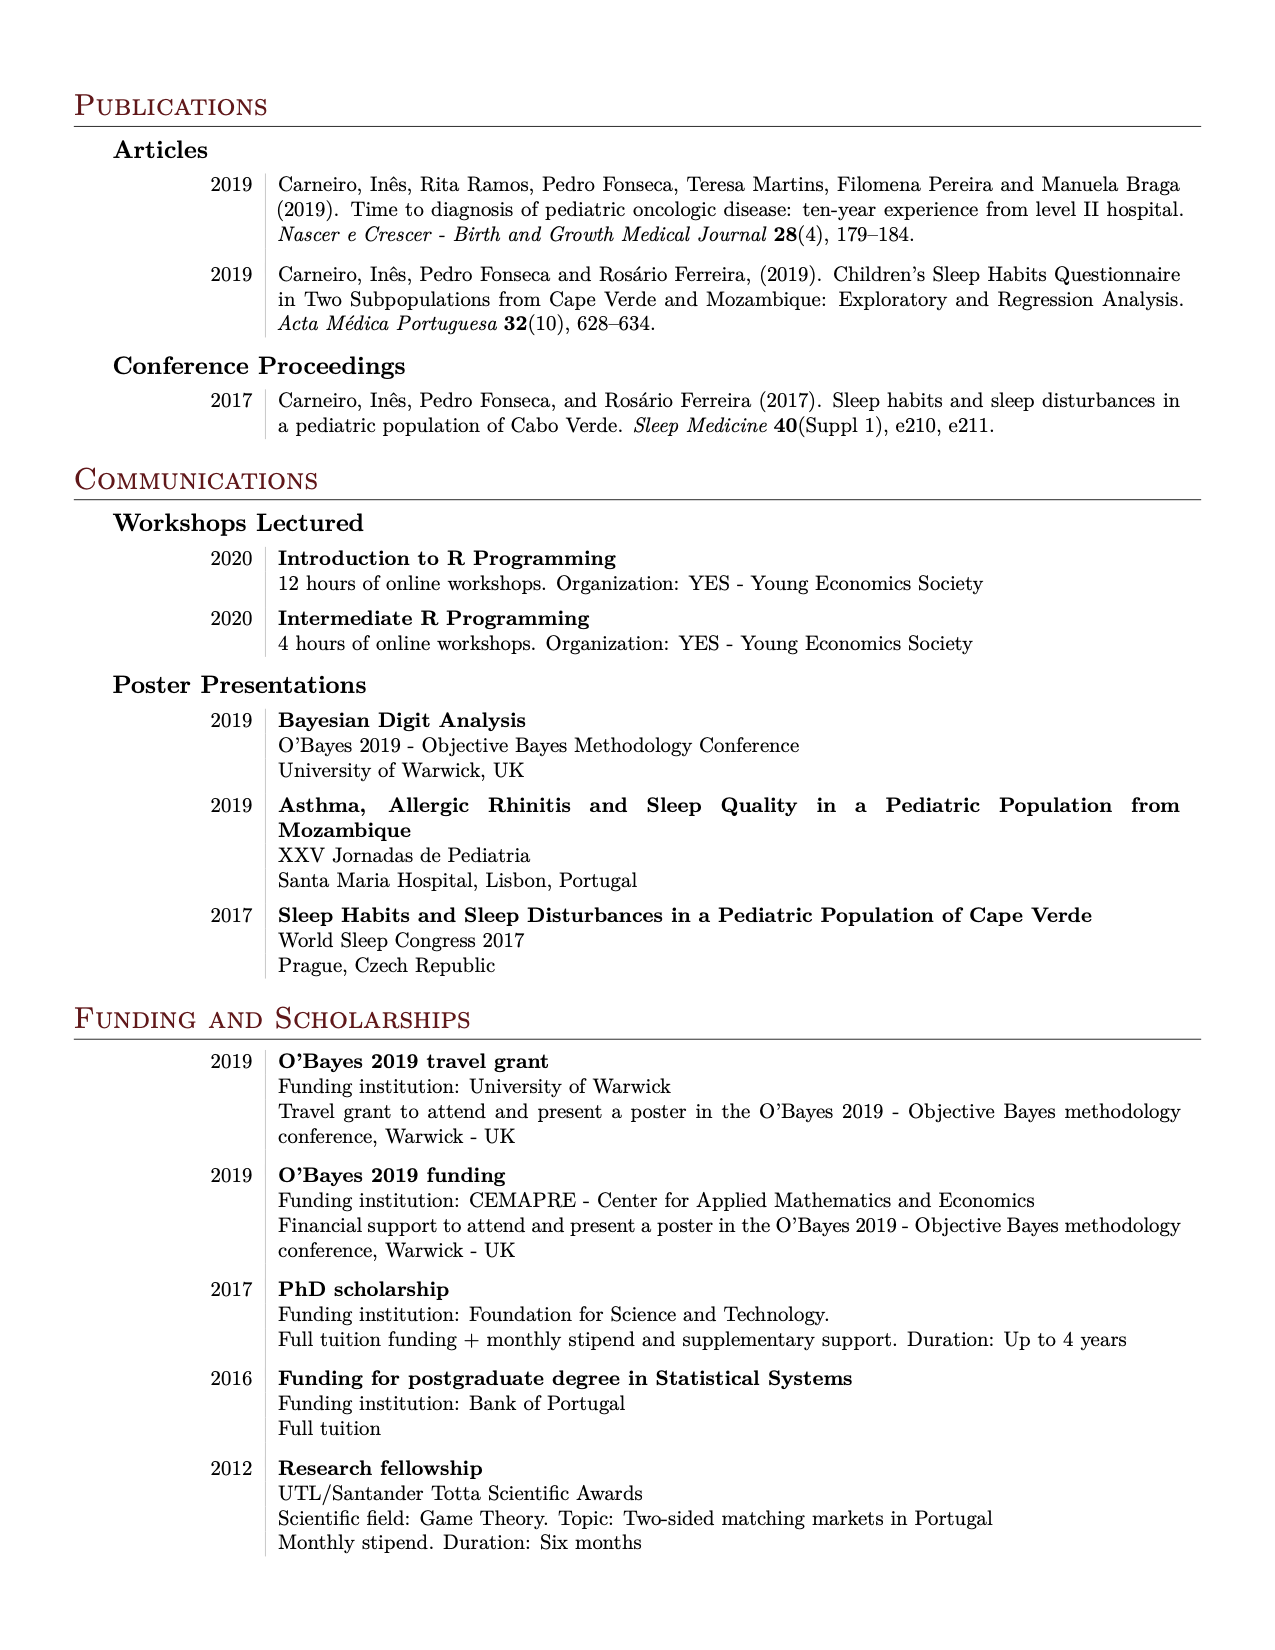 Publications
Articles
2019 Carneiro, Inês, Rita Ramos, Pedro Fonseca, Teresa Martins, Filomena Pereira and Manuela Braga
(2019). Time to diagnosis of pediatric oncologic disease: ten-year experience from level II hospital.
Nascer e Crescer - Birth and Growth Medical Journal 28(4), 179–184.
2019 Carneiro, Inês, Pedro Fonseca and Rosário Ferreira, (2019). Children's Sleep Habits Questionnaire
in Two Subpopulations from Cape Verde and Mozambique: Exploratory and Regression Analysis.
Acta Médica Portuguesa 32(10), 628–634.
Conference Proceedings
2017 Carneiro, Inês, Pedro Fonseca, and Rosário Ferreira (2017). Sleep habits and sleep disturbances in
a pediatric population of Cabo Verde. Sleep Medicine 40(Suppl 1), e210, e211.
Communications
Workshops Lectured
2020 Introduction to R Programming
12 hours of online workshops. Organization: YES - Young Economics Society
2020 Intermediate R Programming
4 hours of online workshops. Organization: YES - Young Economics Society
Poster Presentations
2019 Bayesian Digit Analysis
O'Bayes 2019 - Objective Bayes Methodology Conference
University of Warwick, UK
2019 Asthma, Allergic Rhinitis and Sleep Quality in a Pediatric Population from
Mozambique
XXV Jornadas de Pediatria
Santa Maria Hospital, Lisbon, Portugal
2017 Sleep Habits and Sleep Disturbances in a Pediatric Population of Cape Verde
World Sleep Congress 2017
Prague, Czech Republic
Funding and Scholarships
2019 O'Bayes 2019 travel grant
Funding institution: University of Warwick
Travel grant to attend and present a poster in the O'Bayes 2019 - Objective Bayes methodology
conference, Warwick - UK
2019 O'Bayes 2019 funding
Funding institution: CEMAPRE - Center for Applied Mathematics and Economics
Financial support to attend and present a poster in the O'Bayes 2019 - Objective Bayes methodology
conference, Warwick - UK
2017 PhD scholarship
Funding institution: Foundation for Science and Technology.
Full tuition funding + monthly stipend and supplementary support. Duration: Up to 4 years
2016 Funding for postgraduate degree in Statistical Systems
Funding institution: Bank of Portugal
Full tuition
2012 Research fellowship
UTL/Santander Totta Scientific Awards
Scientific field: Game Theory. Topic: Two-sided matching markets in Portugal
Monthly stipend. Duration: Six months